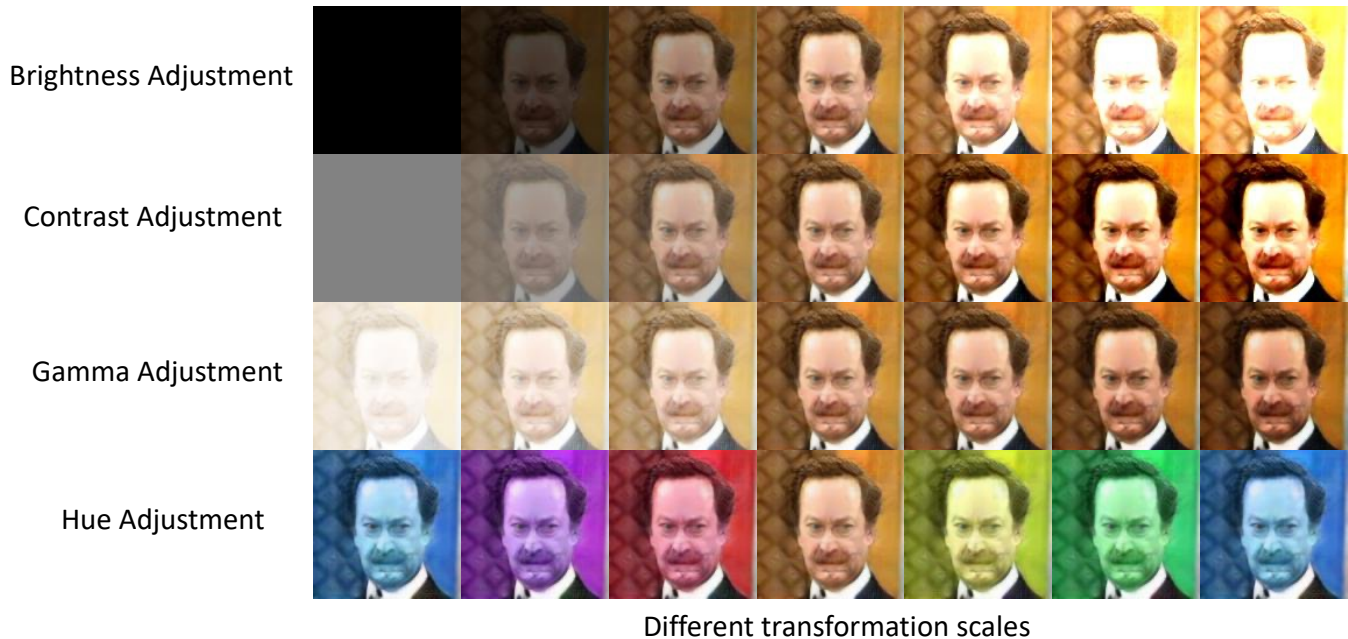 Brightness Adjustment
Contrast Adjustment
Gamma Adjustment
Hue Adjustment
Different transformation scales